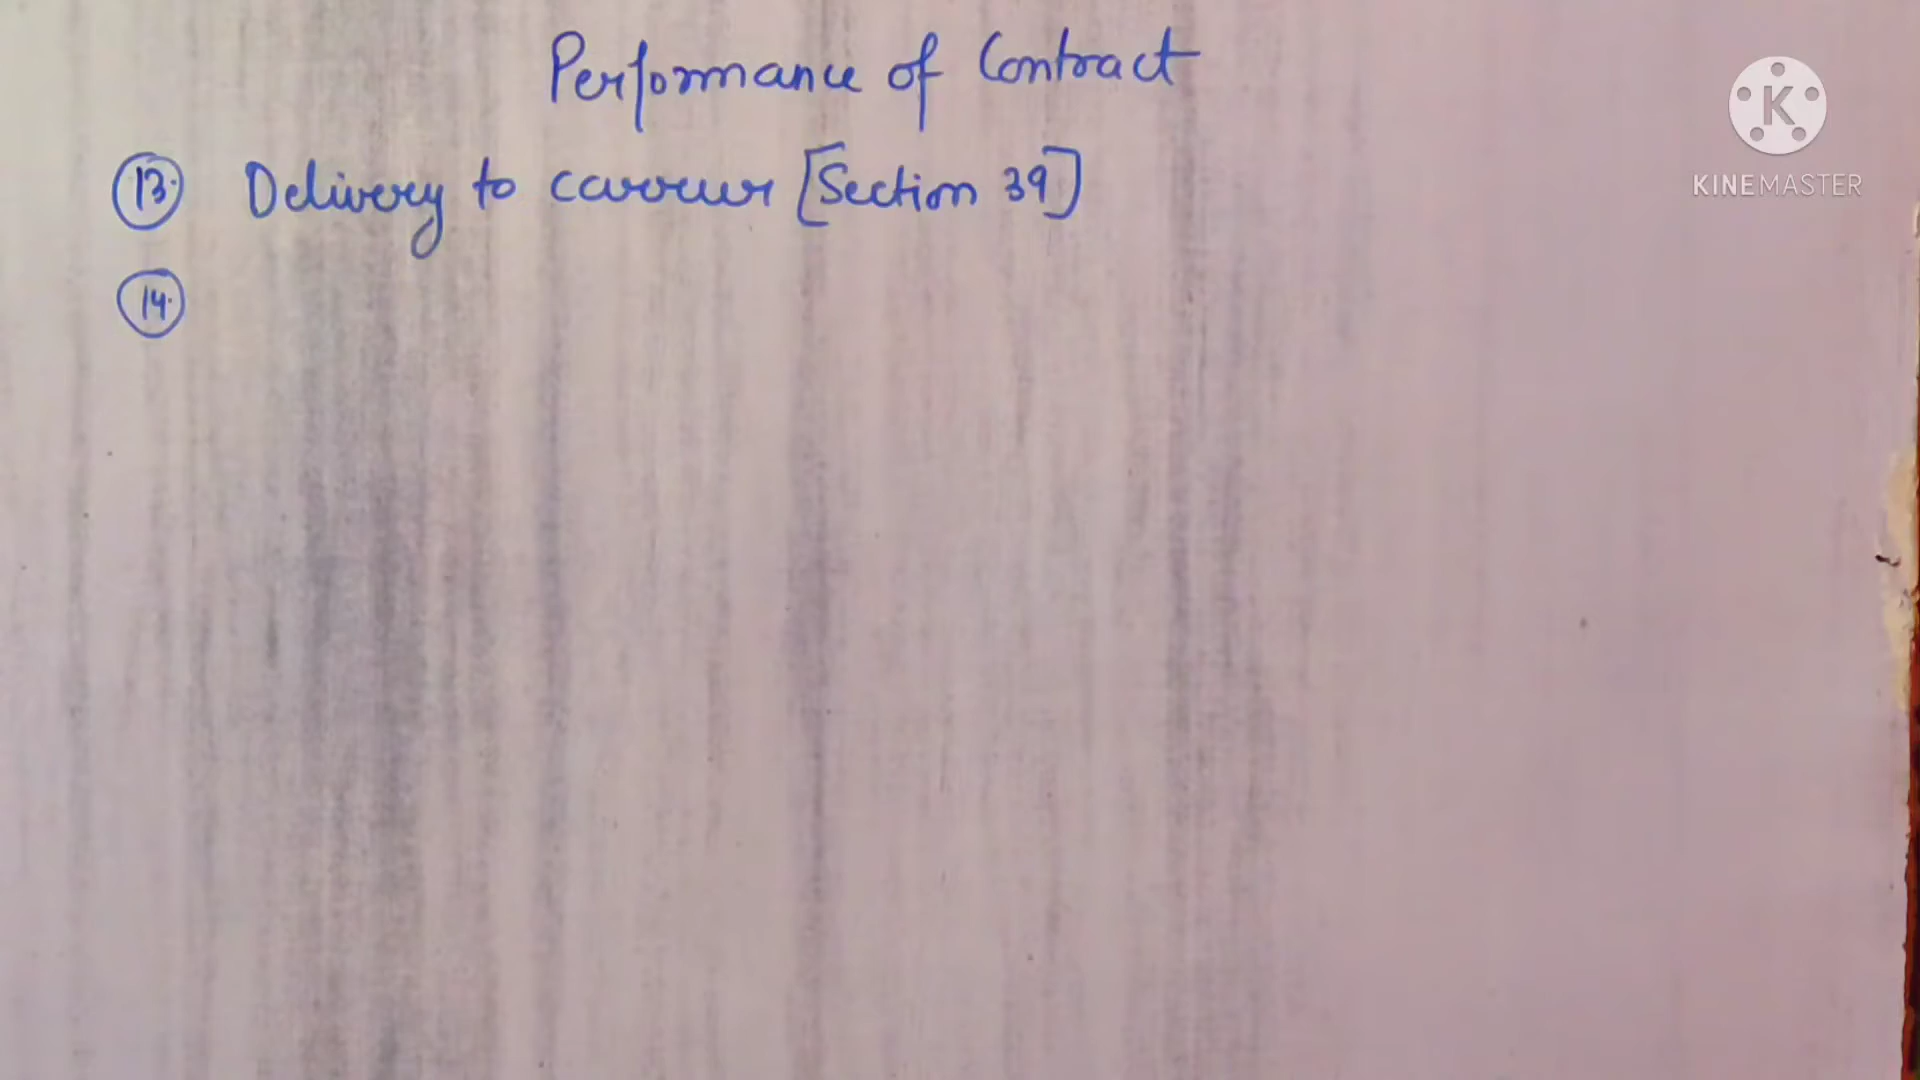 Performance of Contract
13. Delivery to carrier [Section 39]
14.
K
KINEMASTER